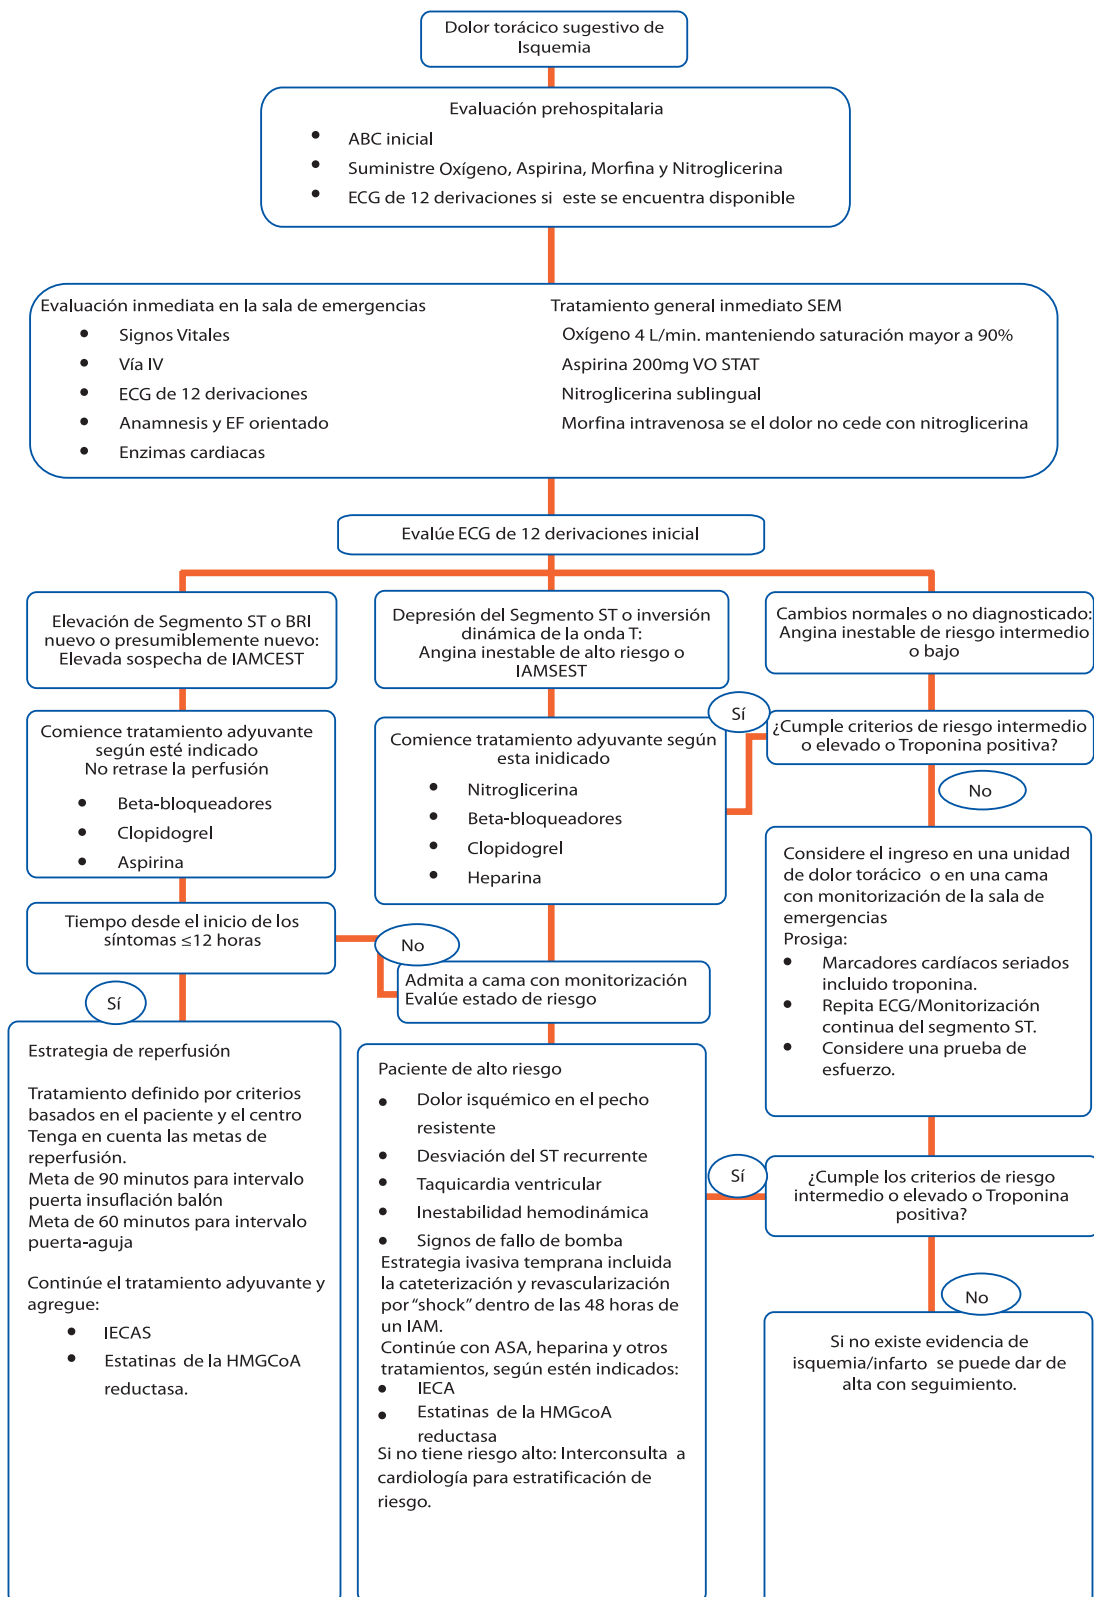 Dolor torácico sugestivo de
Isquemia
Evaluación prehospitalaria
• ABC inicial
• Suministre Oxígeno, Aspirina, Morfina y Nitroglicerina
• ECG de 12 derivaciones si este se encuentra disponible
Evaluación inmediata en la sala de emergencias
• Signos Vitales
• Vía IV
• ECG de 12 derivaciones
• Anamnesis y EF orientado
• Enzimas cardiacas
Tratamiento general inmediato SEM
Oxígeno 4 L/min. manteniendo saturación mayor a 90%
Aspirina 200mg VO STAT
Nitroglicerina sublingual
Morfina intravenosa se el dolor no cede con nitroglicerina
Evalúe ECG de 12 derivaciones inicial
Elevación de Segmento ST o BRI
nuevo o presumiblemente nuevo:
Elevada sospecha de IAMCEST
Comience tratamiento adyuvante
según esté indicado
No retrase la perfusión
• Beta-bloqueadores
• Clopidogrel
• Aspirina
Tiempo desde el inicio de los
síntomas ≤12 horas
Sí
No
Estrategia de reperfusión
Tratamiento definido por criterios
basados en el paciente y el centro
Tenga en cuenta las metas de
reperfusión.
Meta de 90 minutos para intervalo
puerta insuflación balón
Meta de 60 minutos para intervalo
puerta-aguja
Continúe el tratamiento adyuvante y
agregue:
• IECAS
• Estatinas de la HMGCoA
reductasa.
Depresión del Segmento ST o inversión
dinámica de la onda T:
Angina inestable de alto riesgo o
IAMSEST
Comience tratamiento adyuvante según
esta inidicado
• Nitroglicerina
• Beta-bloqueadores
• Clopidogrel
• Heparina
Admita a cama con monitorización
Evalúe estado de riesgo
Paciente de alto riesgo
• Dolor isquémico en el pecho
resistente
• Desviación del ST recurrente
• Taquicardia ventricular
• Inestabilidad hemodinámica
• Signos de fallo de bomba
Estrategia ivasiva temprana incluida
la cateterización y revascularización
por “shock” dentro de las 48 horas de
un IAM.
Continúe con ASA, heparina y otros
tratamientos, según estén indicados:
• IECA
• Estatinas de la HMGcoA
reductasa
Si no tiene riesgo alto: Interconsulta a
cardiología para estratificación de
riesgo.
Cambios normales o no diagnosticado:
Angina inestable de riesgo intermedio
o bajo
Sí
¿Cumple criterios de riesgo intermedio
o elevado o Troponina positiva?
No
Considere el ingreso en una unidad
de dolor torácico o en una cama
con monitorización de la sala de
emergencias
Prosiga:
• Marcadores cardíacos seriados
incluido troponina.
• Repita ECG/Monitorización
continua del segmento ST.
• Considere una prueba de
esfuerzo.
Sí
¿Cumple los criterios de riesgo
intermedio o elevado o Troponina
positiva?
No
Si no existe evidencia de
isquemia/infarto se puede dar de
alta con seguimiento.